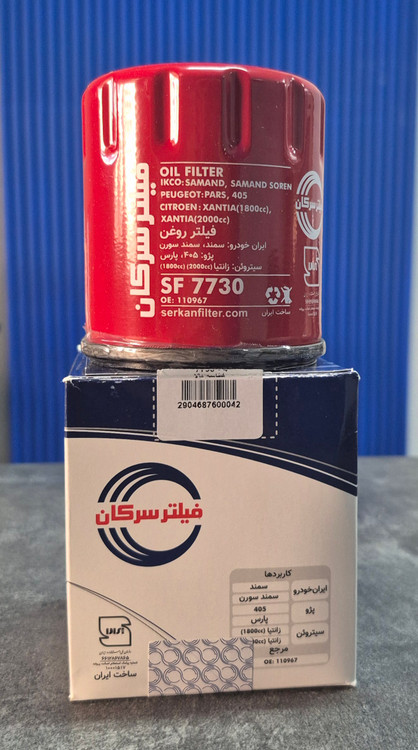 فیلتر سرکان
OIL FILTER
IKCO: SAMAND, SAMAND SOREN
PEUGEOT: PARS, 405
CITROEN: XANTIA(1800cc),
XANTIA(2000cc)
فیلتر روغن
ایران خودرو: سمند، سمند سورن
پژو: ۴۰۵، پارس
سیتروئن: زانتیا (2000cc) (1800cc)
SF 7730
OE: 110967
serkanfilter.com
ساخت ایران
فیلتر سرکان
2904687600042
فیلتر سرکان
کاربردها
ایران‌خودرو
سمند
سمند سورن
پژو
405
پارس
سیتروئن
زانتیا (1800cc)
زانتیا
مرجع
OE: 110967
ساخت ایران